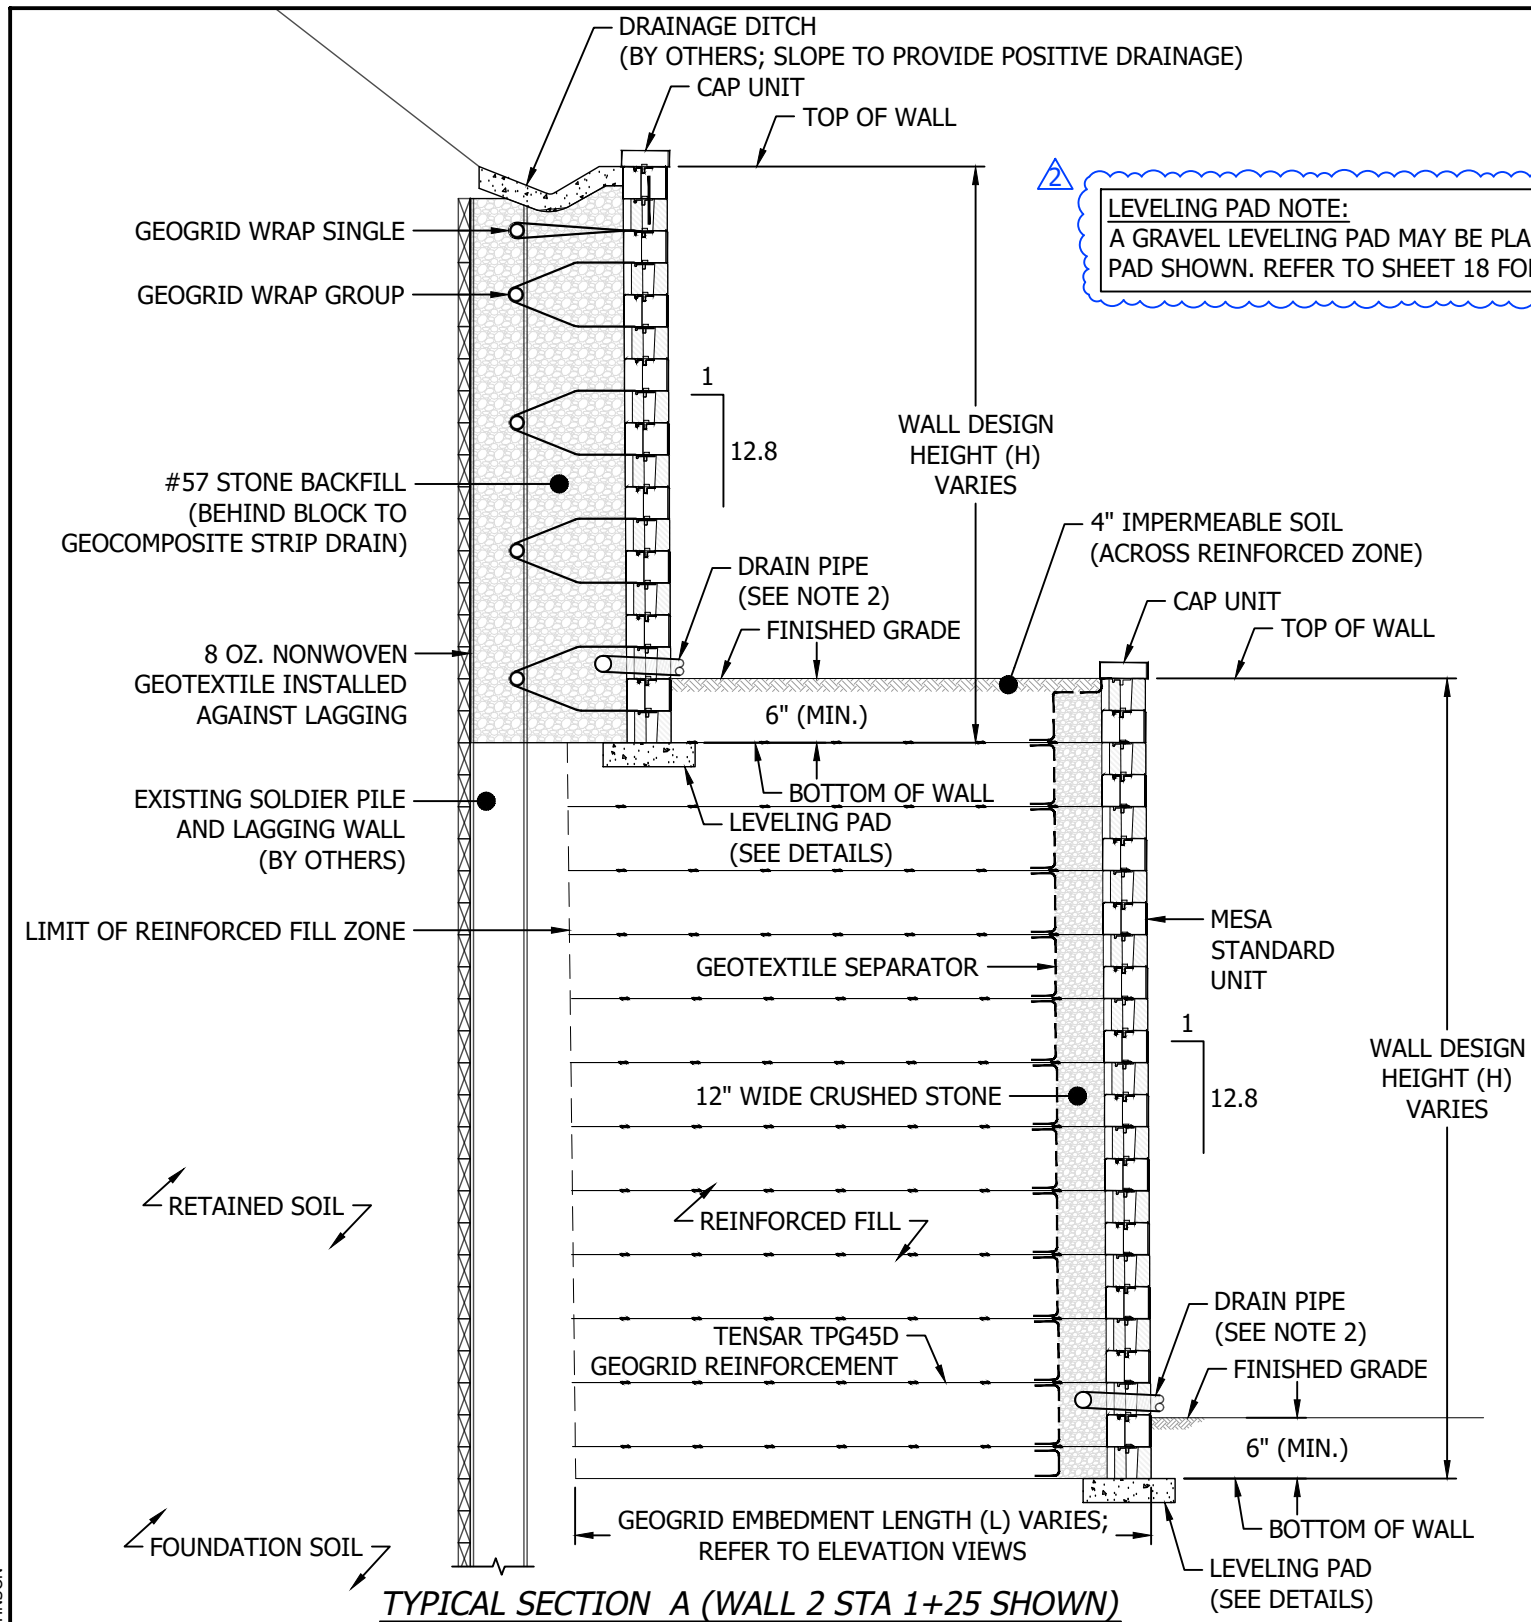 DRAINAGE DITCH
(BY OTHERS; SLOPE TO PROVIDE POSITIVE DRAINAGE)
CAP UNIT
TOP OF WALL
2
LEVELING PAD NOTE:
A GRAVEL LEVELING PAD MAY BE
PAD SHOWN. REFER TO SHEET 18
GEOGRID WRAP SINGLE
GEOGRID WRAP GROUP
1
12.8
WALL DESIGN
HEIGHT (H)
VARIES
#57 STONE BACKFILL
(BEHIND BLOCK TO
GEOCOMPOSITE STRIP DRAIN)
4" IMPERMEABLE SOIL
(ACROSS REINFORCED ZONE)
DRAIN PIPE
(SEE NOTE 2)
FINISHED GRADE
CAP UNIT
TOP OF WALL
8 OZ. NONWOVEN
GEOTEXTILE INSTALLED
AGAINST LAGGING
6" (MIN.)
BOTTOM OF WALL
LEVELING PAD
(SEE DETAILS)
EXISTING SOLDIER PILE
AND LAGGING WALL
(BY OTHERS)
LIMIT OF REINFORCED FILL ZONE
MESA
STANDARD
UNIT
GEOTEXTILE SEPARATOR
1
12.8
WALL DESIGN
HEIGHT (H)
VARIES
12" WIDE CRUSHED STONE
RETAINED SOIL
REINFORCED FILL
DRAIN PIPE
(SEE NOTE 2)
FINISHED GRADE
TENSAR TPG45D
GEOGRID REINFORCEMENT
6" (MIN.)
GEOGRID EMBEDMENT LENGTH (L) VARIES;
REFER TO ELEVATION VIEWS
BOTTOM OF WALL
LEVELING PAD
(SEE DETAILS)
FOUNDATION SOIL
TYPICAL SECTION A (WALL 2 STA 1+25 SHOWN)